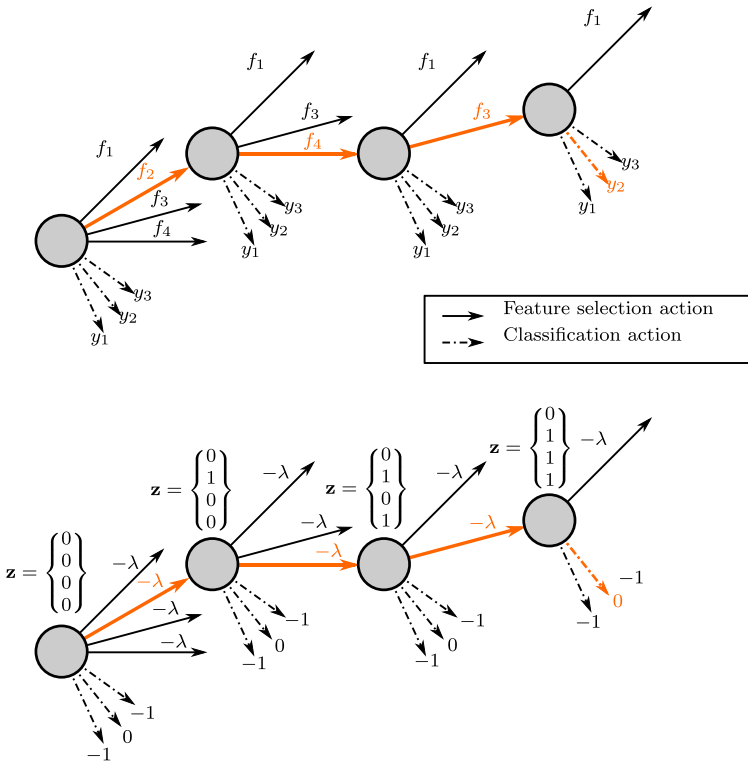 f₁
f₁
f₁
f₁
f₂
f₃
f₄
f₃
f₄
f₃
y₃
y₂
y₁
y₃
y₂
y₁
y₃
y₂
y₁
y₃
y₂
y₁
Feature selection action
Classification action
z = {0 0 0 0}
z = {0 1 0 0}
z = {0 1 0 1}
z = {0 1 1 1}
−λ
−λ
−λ
−λ
−λ
−λ
−λ
−λ
−λ
−λ
−1
0
−1
−1
0
−1
−1
0
−1
−1
0
−1